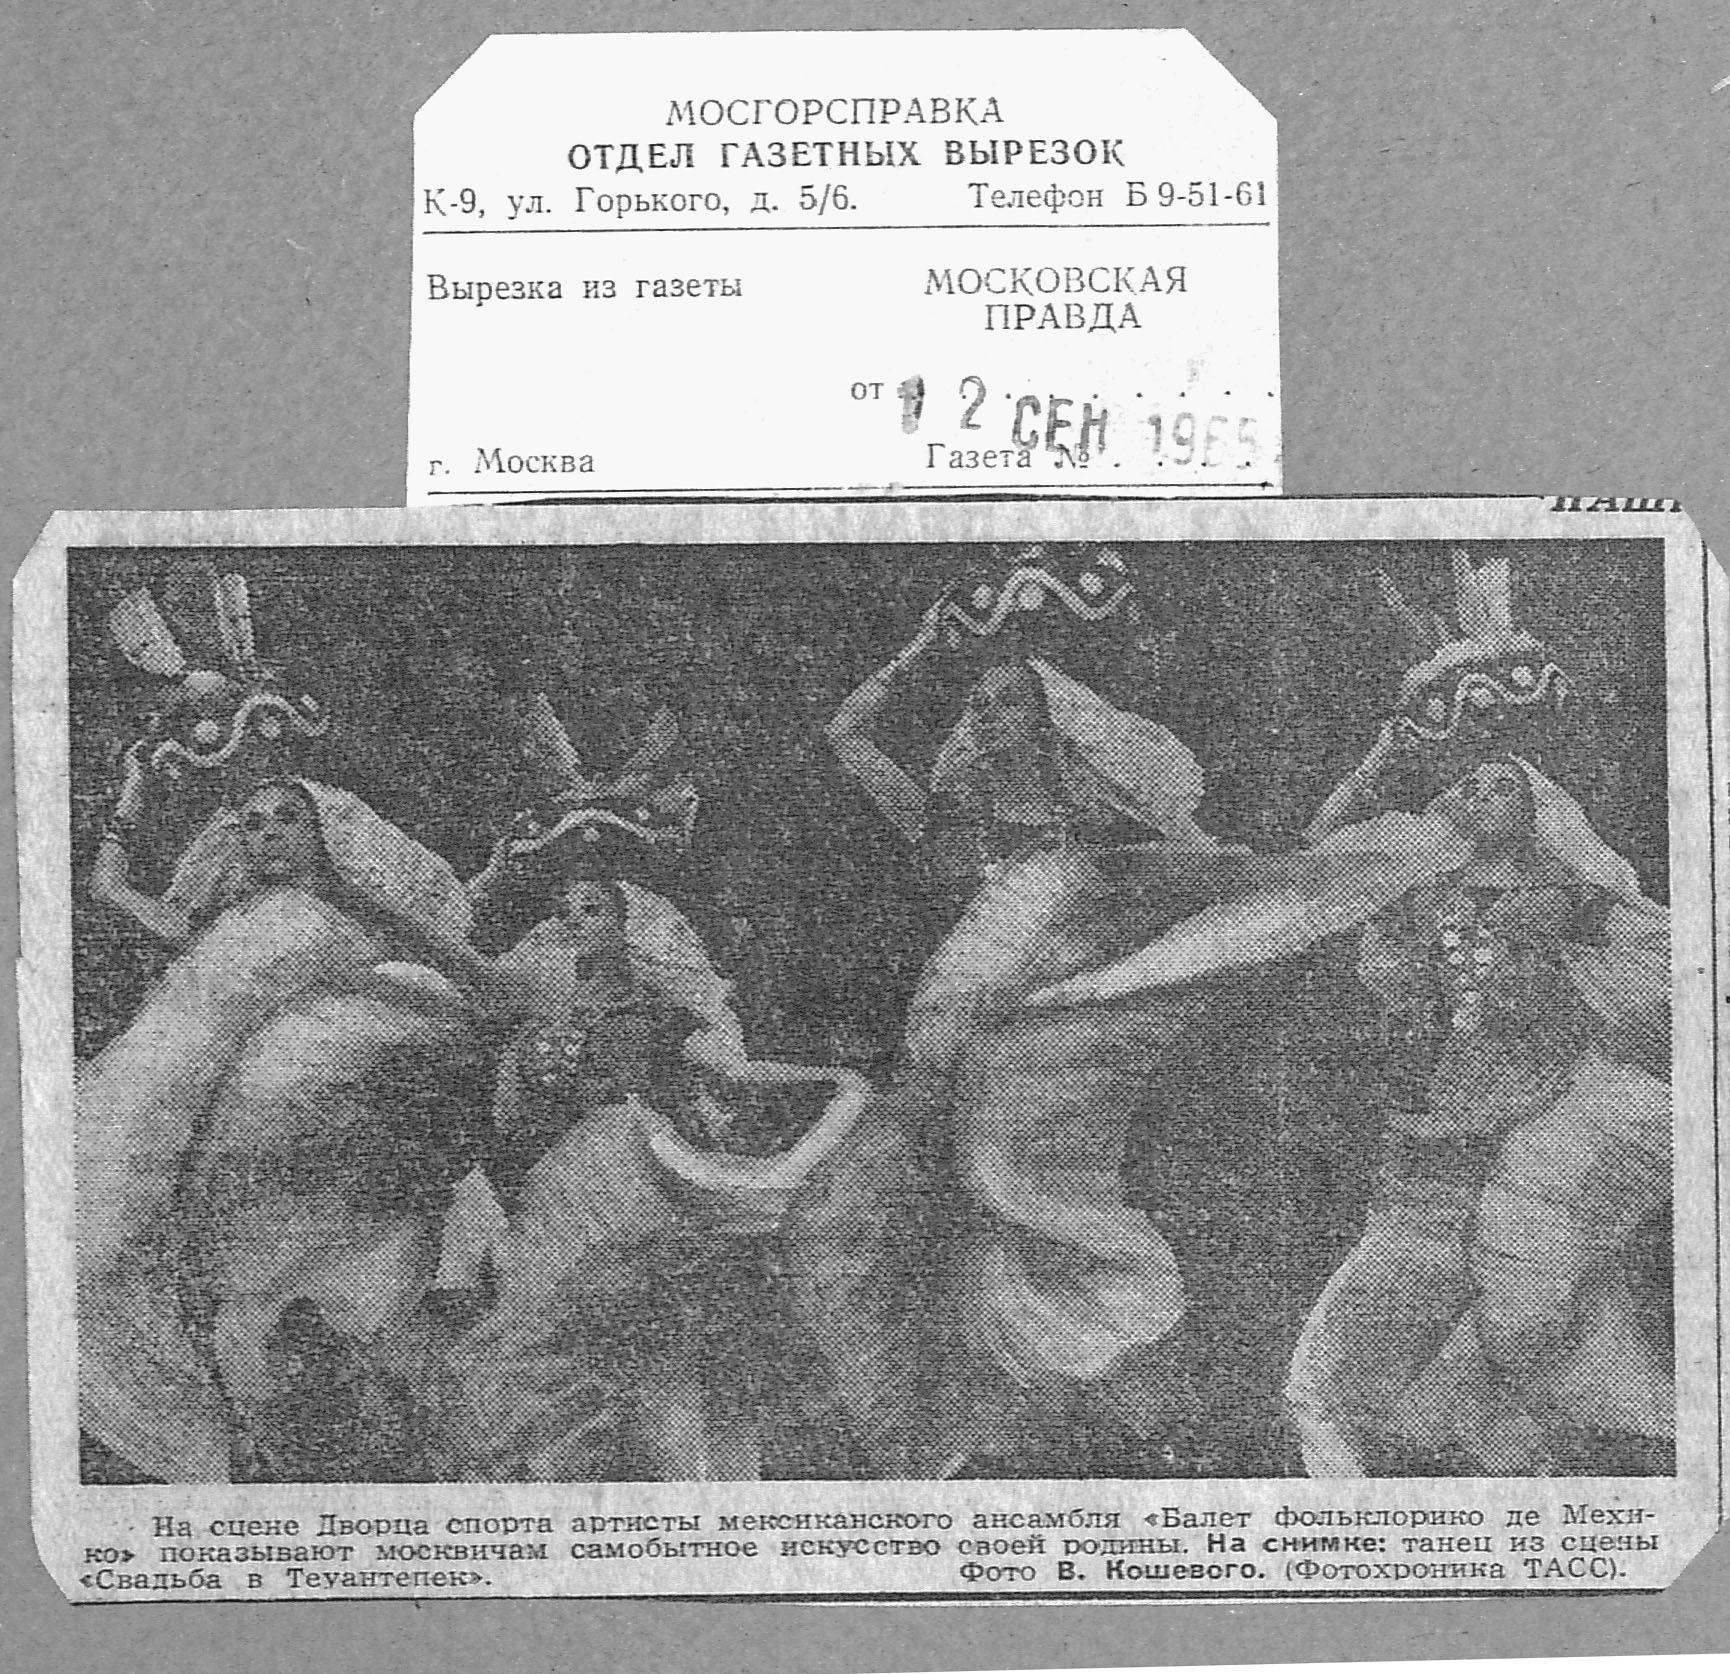 МОСГОРСПРАВКА
ОТДЕЛ ГАЗЕТНЫХ ВЫРЕЗОК
К-9, ул. Горького, д. 5/6. Телефон Б 9-51-61
Вырезка из газеты МОСКОВСКАЯ
ПРАВДА
от 12 СЕН 1965
г. Москва Газета № . . . .
На сцене Дворца спорта артисты мексиканского ансамбля «Балет фольклорико де Мехи-
ко» показывают москвичам самобытное искусство своей родины. На снимке: танец из сцены
«Свадьба в Теуантепек». Фото В. Кошевого. (Фотохроника ТАСС).